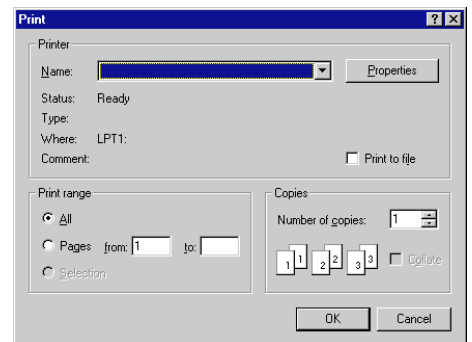 Print
Printer
Name:
Properties
Status: Ready
Type:
Where: LPT1:
Comment:
Print to file
Print range
All
Pages from: 1 to:
Selection
Copies
Number of copies: 1
1 1 2 2 3 3
Collate
OK Cancel